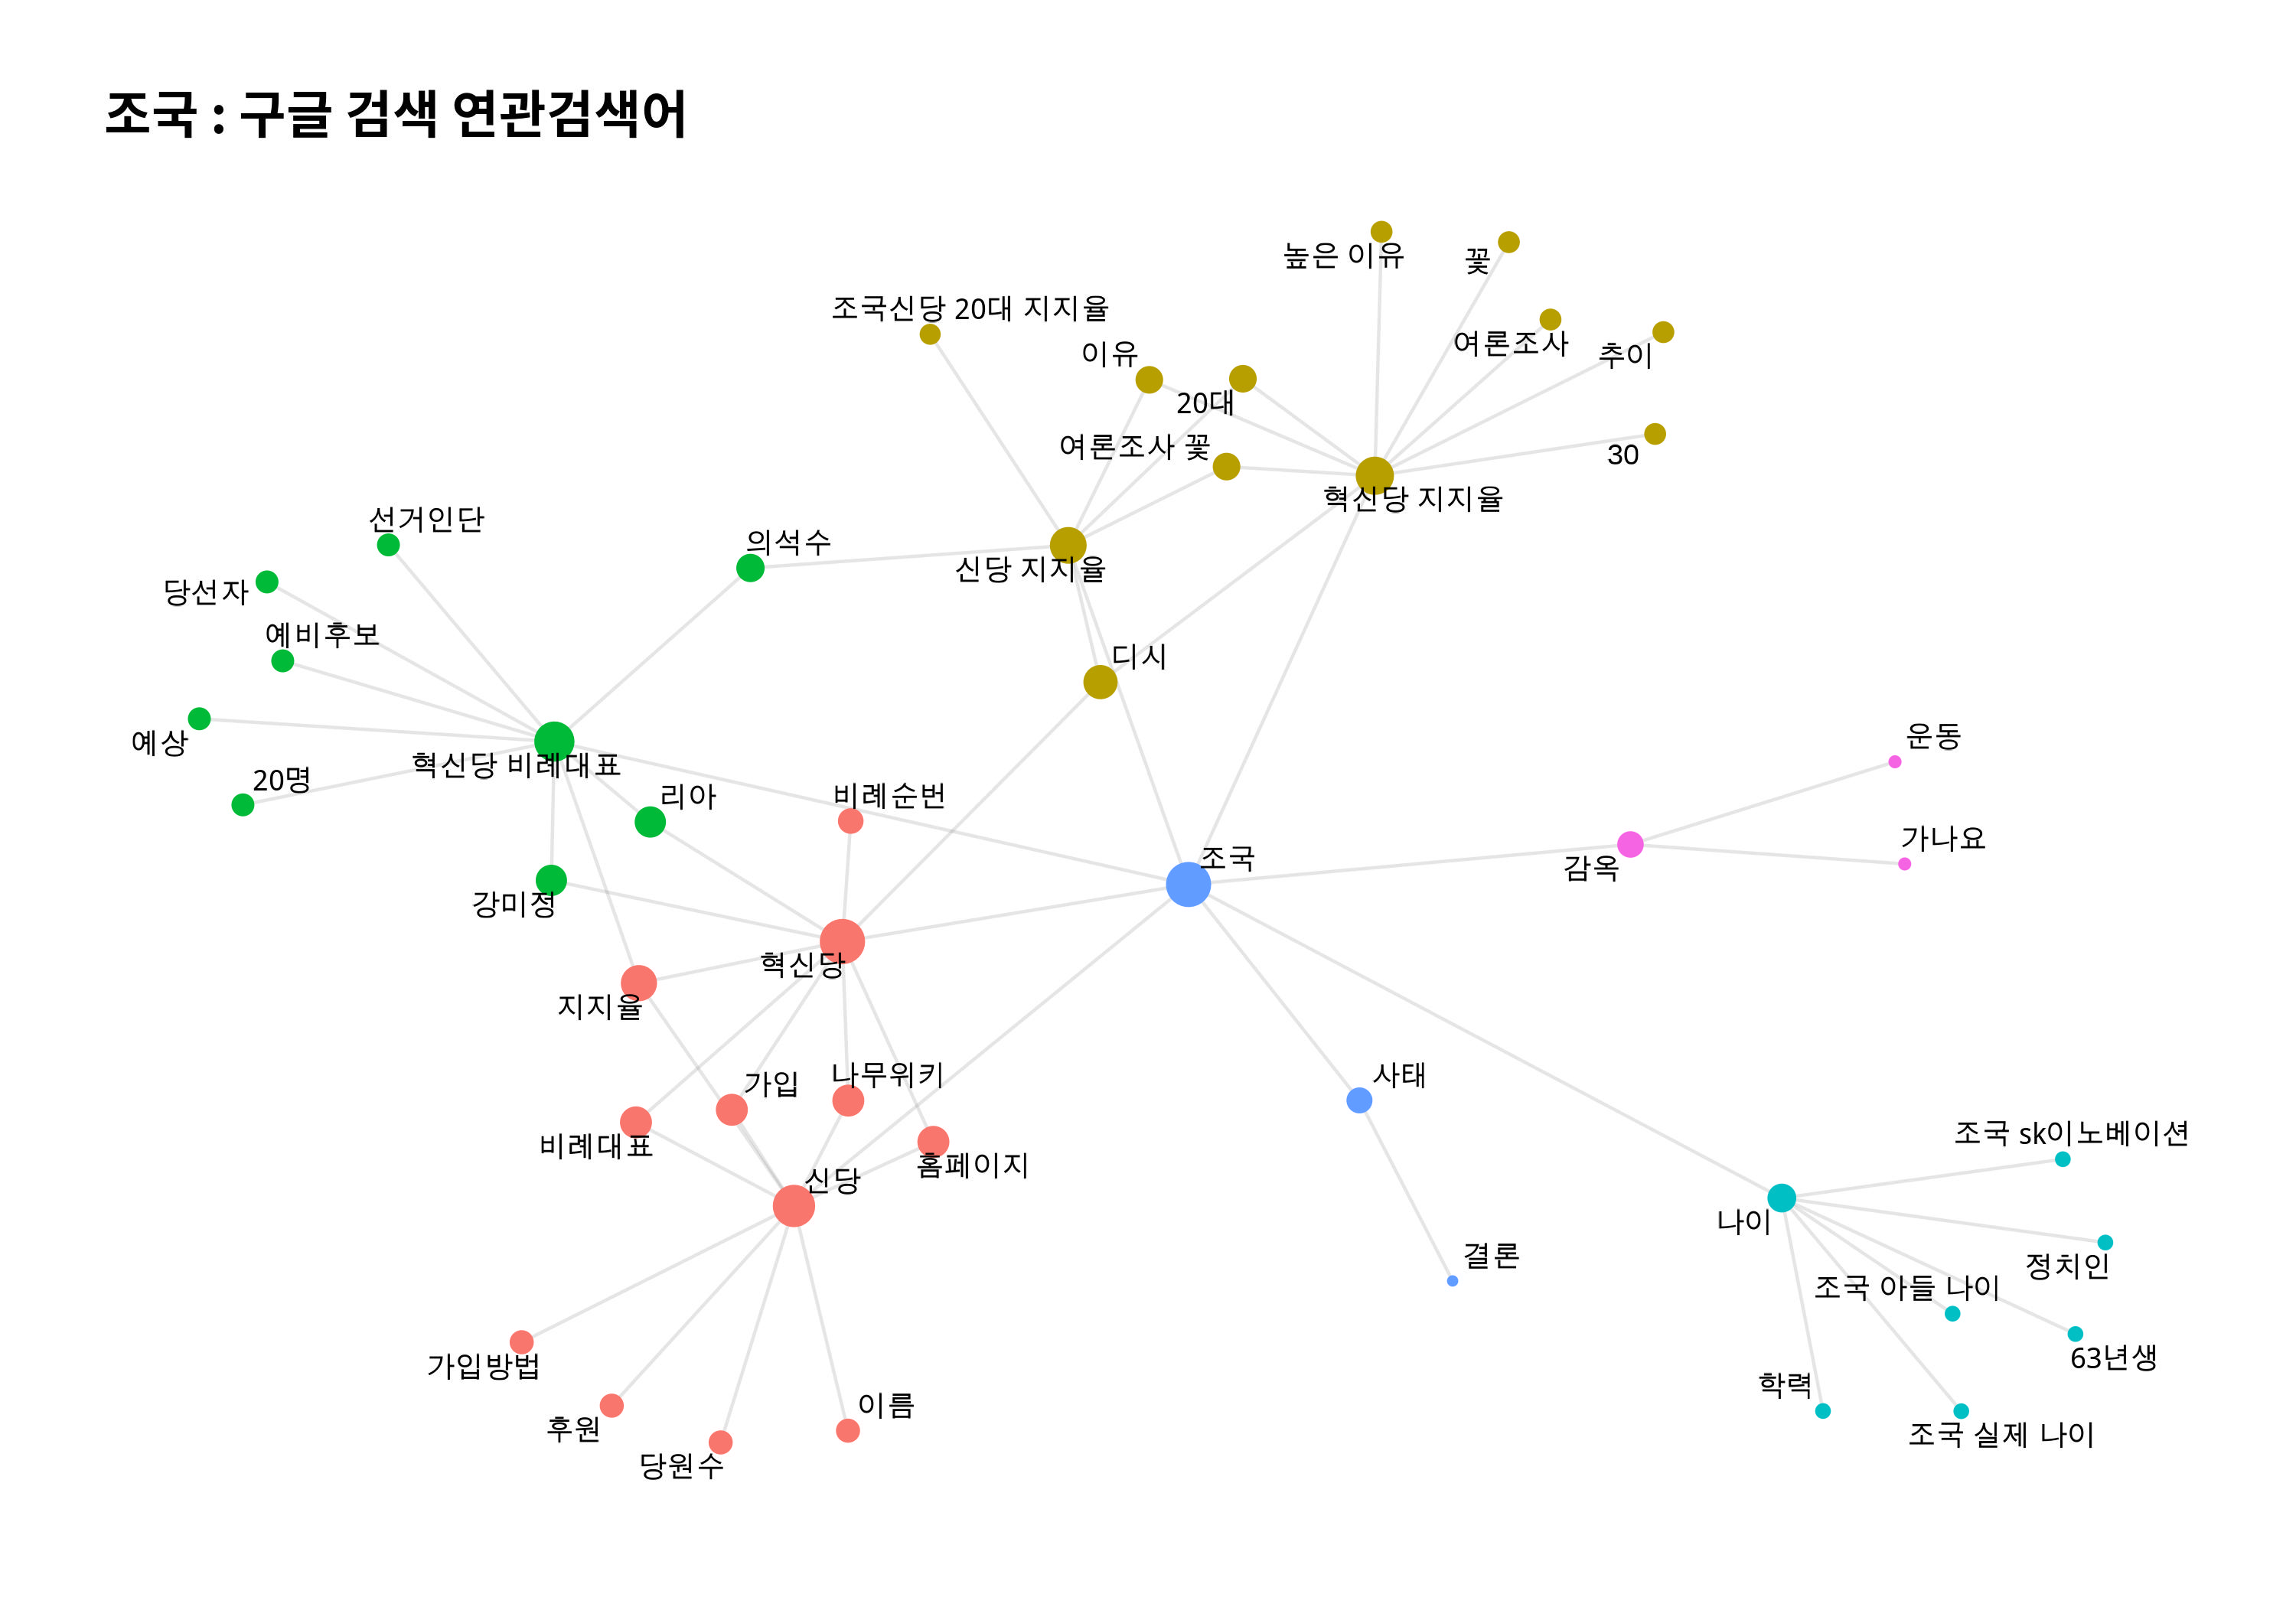 조국 : 구글 검색 연관검색어
높은 이유
꽃
조국신당 20대 지지율
여론조사
추이
이유
20대
여론조사 꽃
30
혁신당 지지율
선거인단
의석수
신당 지지율
당선자
예비후보
디시
예상
혁신당 비례대표
운동
20명
리아
비례순번
가나요
조국
감옥
강미정
혁신당
지지율
가입
나무위키
사태
비례대표
홈페이지
조국 sk이노베이션
신당
나이
결론
정치인
조국 아들 나이
가입방법
63년생
학력
이름
후원
조국 실제 나이
당원수